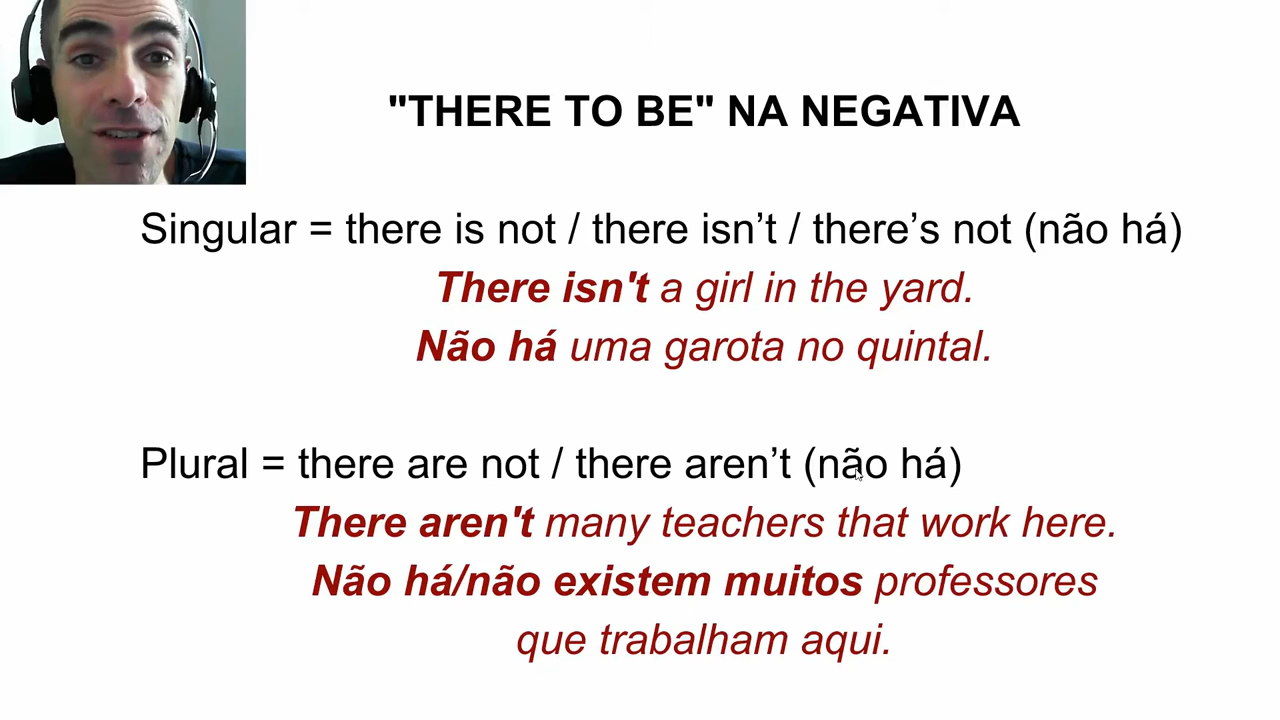 "THERE TO BE" NA NEGATIVA
Singular = there is not / there isn’t / there’s not (não há)
There isn't a girl in the yard.
Não há uma garota no quintal.
Plural = there are not / there aren’t (não há)
There aren't many teachers that work here.
Não há/não existem muitos professores
que trabalham aqui.